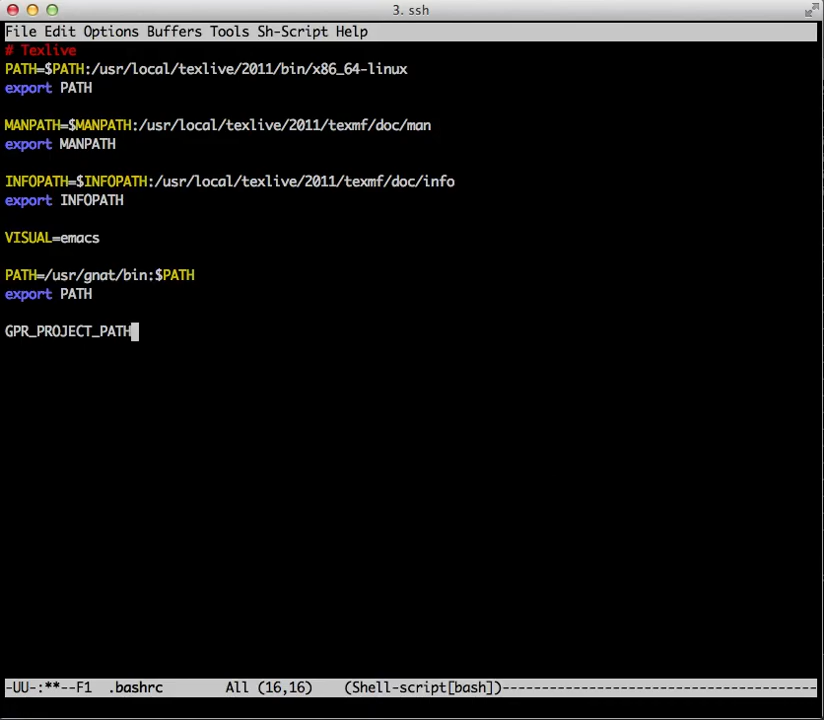 3. ssh
File Edit Options Buffers Tools Sh-Script Help
# Texlive
PATH=$PATH:/usr/local/texlive/2011/bin/x86_64-linux
export PATH
MANPATH=$MANPATH:/usr/local/texlive/2011/texmf/doc/man
export MANPATH
INFOPATH=$INFOPATH:/usr/local/texlive/2011/texmf/doc/info
export INFOPATH
VISUAL=emacs
PATH=/usr/gnat/bin:$PATH
export PATH
GPR_PROJECT_PATH
-UU-:**--F1  .bashrc        All (16,16)    (Shell-script[bash])----------------------------------------